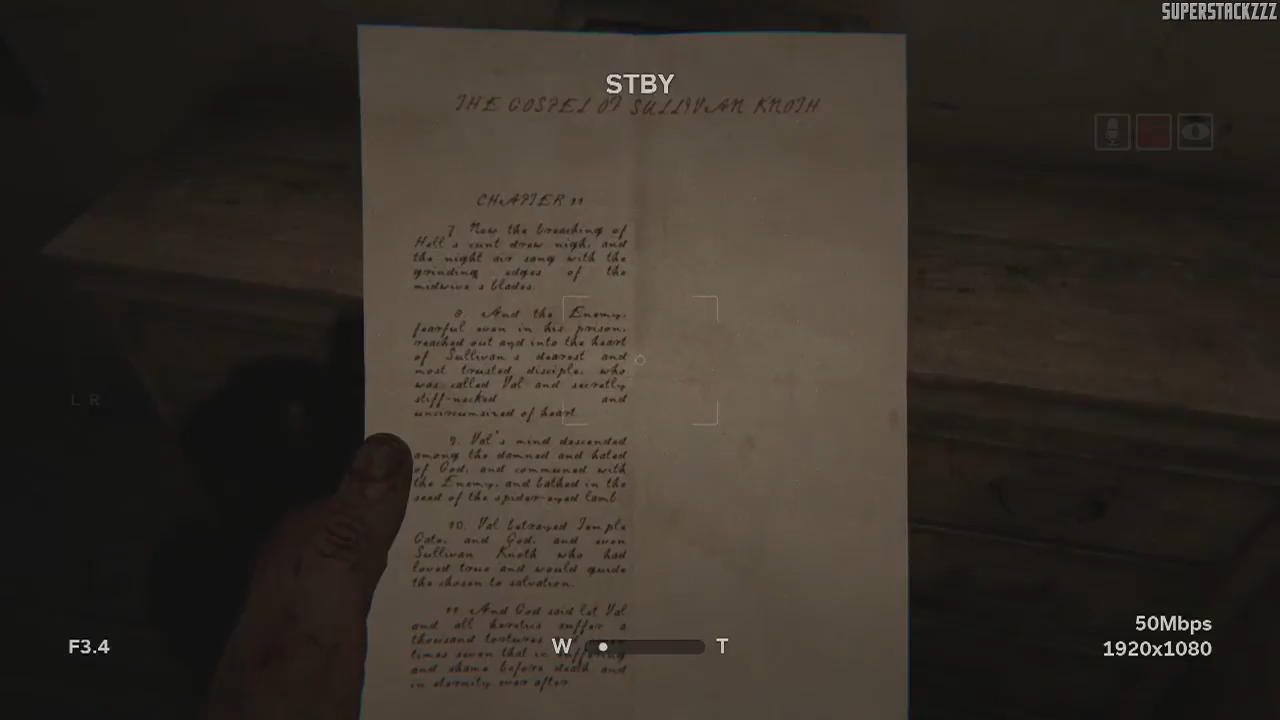 SUPERSTACKZZZ
STBY
THE GOSPEL OF SULLIVAN KNOTH
CHAPTER 11
7. Now the breaching of
Hell's cunt drew nigh, and
the night air sang with the
grinding edges of the
midwive's blades.
8. And the Enemy,
fearful even in his prison,
reached out and into the heart
of Sullivan's dearest and
most trusted disciple, who
was called Val and secretly
stiff-necked and
uncircumsized of heart.
9. Val's mind descended
among the damned and hated
of God, and communed with
the Enemy, and bathed in the
seed of the spider-eyed lamb.
10. Val betrayed Temple
Gate, and God, and even
Sullivan Knoth who had
loved true and would guide
the chosen to salvation.
11. And God said let Val
and all heretics suffer a
thousand tortures
times seven that in suffering
and shame before death and
in eternity ever after.
L R
F3.4
W T
50Mbps
1920x1080